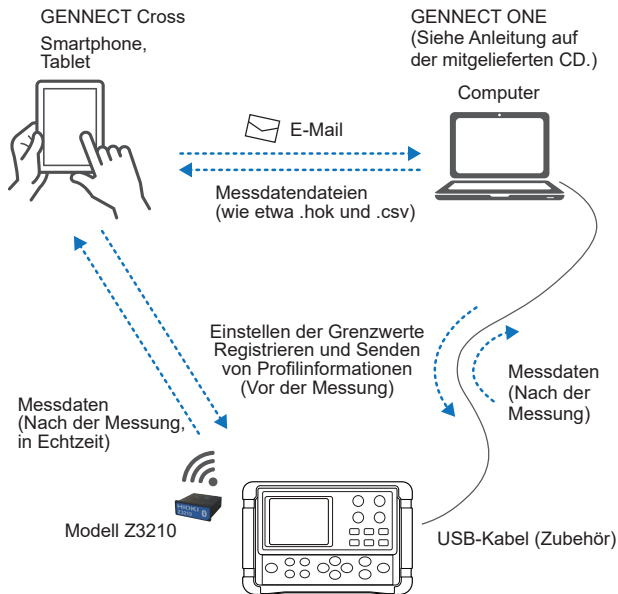 GENNECT Cross
Smartphone,
Tablet
GENNECT ONE
(Siehe Anleitung auf
der mitgelieferten CD.)
Computer
E-Mail
Messdatendateien
(wie etwa .hok und .csv)
Einstellen der Grenzwerte
Registrieren und Senden
von Profilinformationen
(Vor der Messung)
Messdaten
(Nach der
Messung)
Messdaten
(Nach der Messung,
in Echtzeit)
HIOKI
Z3210
Modell Z3210
USB-Kabel (Zubehör)